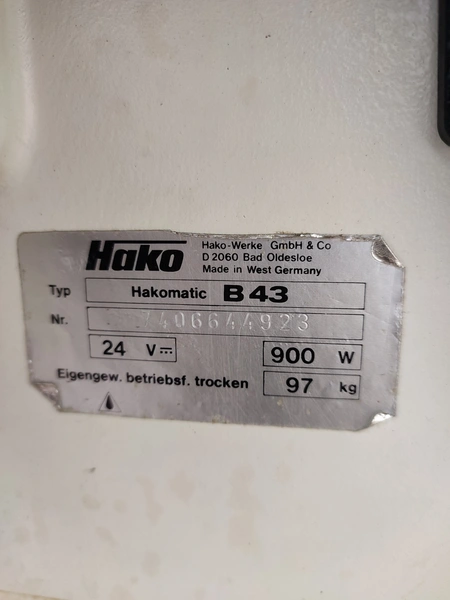 Hako
Hako-Werke GmbH & Co
D 2060 Bad Oldesloe
Made in West Germany
Typ Hakomatic B 43
Nr.
24 V 900 W
Eigengew. betriebsf. trocken 97 kg